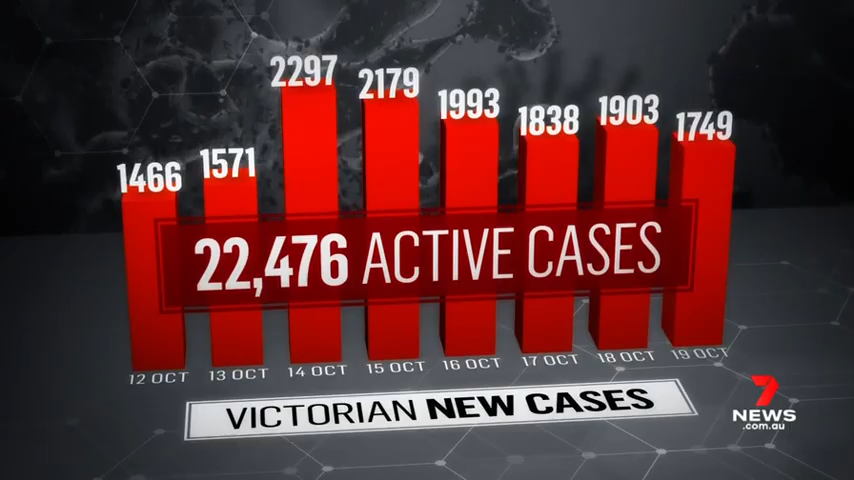 2297
2179
1993
1838
1903
1749
1466
1571
22,476 ACTIVE CASES
12 OCT 13 OCT 14 OCT 15 OCT 16 OCT 17 OCT 18 OCT 19 OCT
VICTORIAN NEW CASES
7
NEWS
.com.au